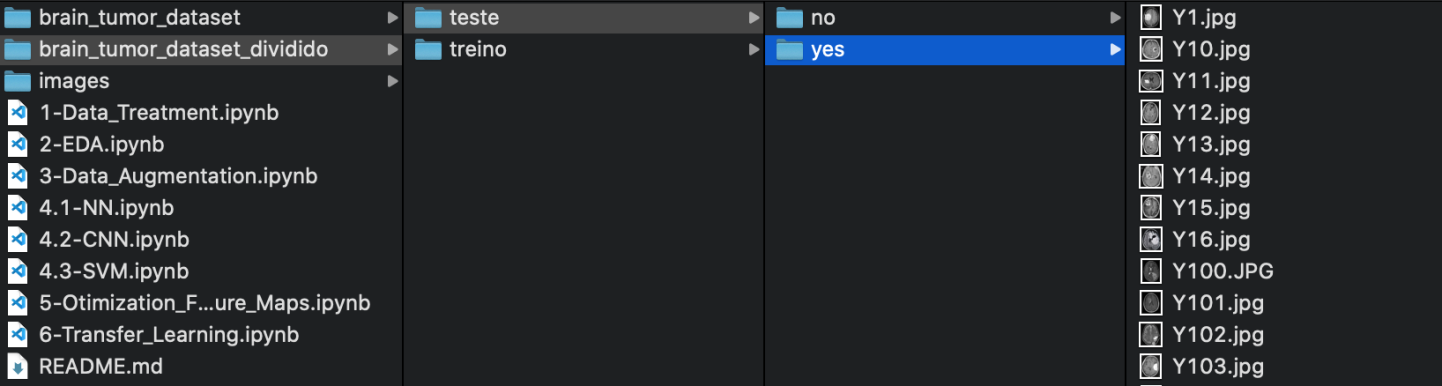 brain_tumor_dataset
brain_tumor_dataset_dividido
images
1-Data_Treatment.ipynb
2-EDA.ipynb
3-Data_Augmentation.ipynb
4.1-NN.ipynb
4.2-CNN.ipynb
4.3-SVM.ipynb
5-Otimization_F...ure_Maps.ipynb
6-Transfer_Learning.ipynb
README.md
teste
treino
no
yes
Y1.jpg
Y10.jpg
Y11.jpg
Y12.jpg
Y13.jpg
Y14.jpg
Y15.jpg
Y16.jpg
Y100.JPG
Y101.jpg
Y102.jpg
Y103.jpg